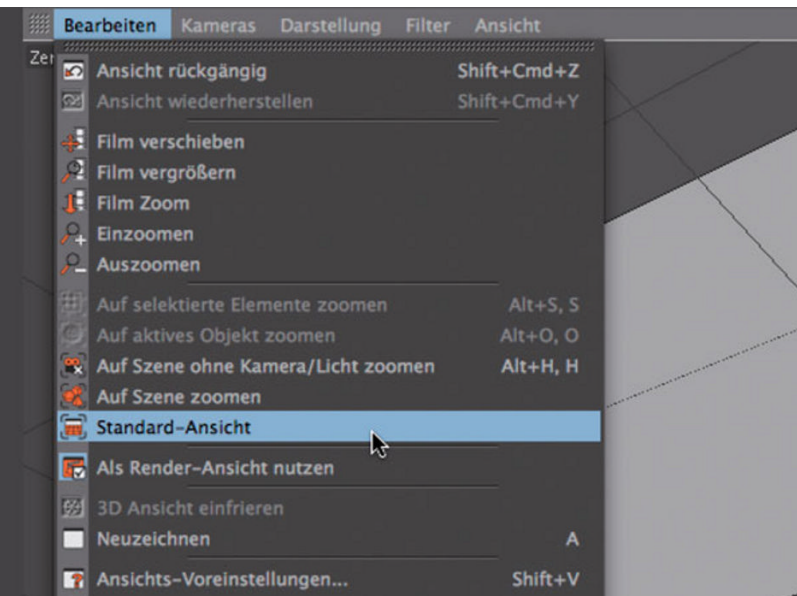 Bearbeiten Kameras Darstellung Filter Ansicht
Ansicht rückgängig Shift+Cmd+Z
Ansicht wiederherstellen Shift+Cmd+Y
Film verschieben
Film vergrößern
Film Zoom
Einzoomen
Auszoomen
Auf selektierte Elemente zoomen Alt+S, S
Auf aktives Objekt zoomen Alt+O, O
Auf Szene ohne Kamera/Licht zoomen Alt+H, H
Auf Szene zoomen
Standard-Ansicht
Als Render-Ansicht nutzen
3D Ansicht einfrieren
Neuzeichnen A
Ansichts-Voreinstellungen... Shift+V